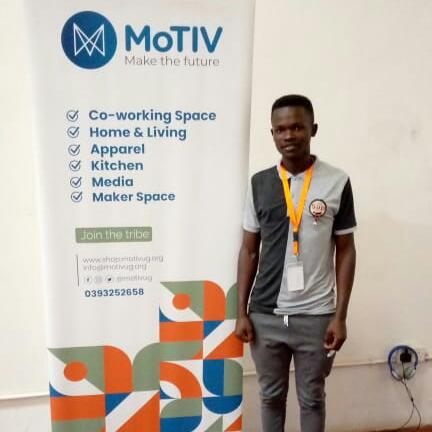 MoTIV
Make the future
Co-working Space
Home & Living
Apparel
Kitchen
Media
Maker Space
Join the tribe
www.shop.motivug.org
info@motivug.org
@motivug
0393252658